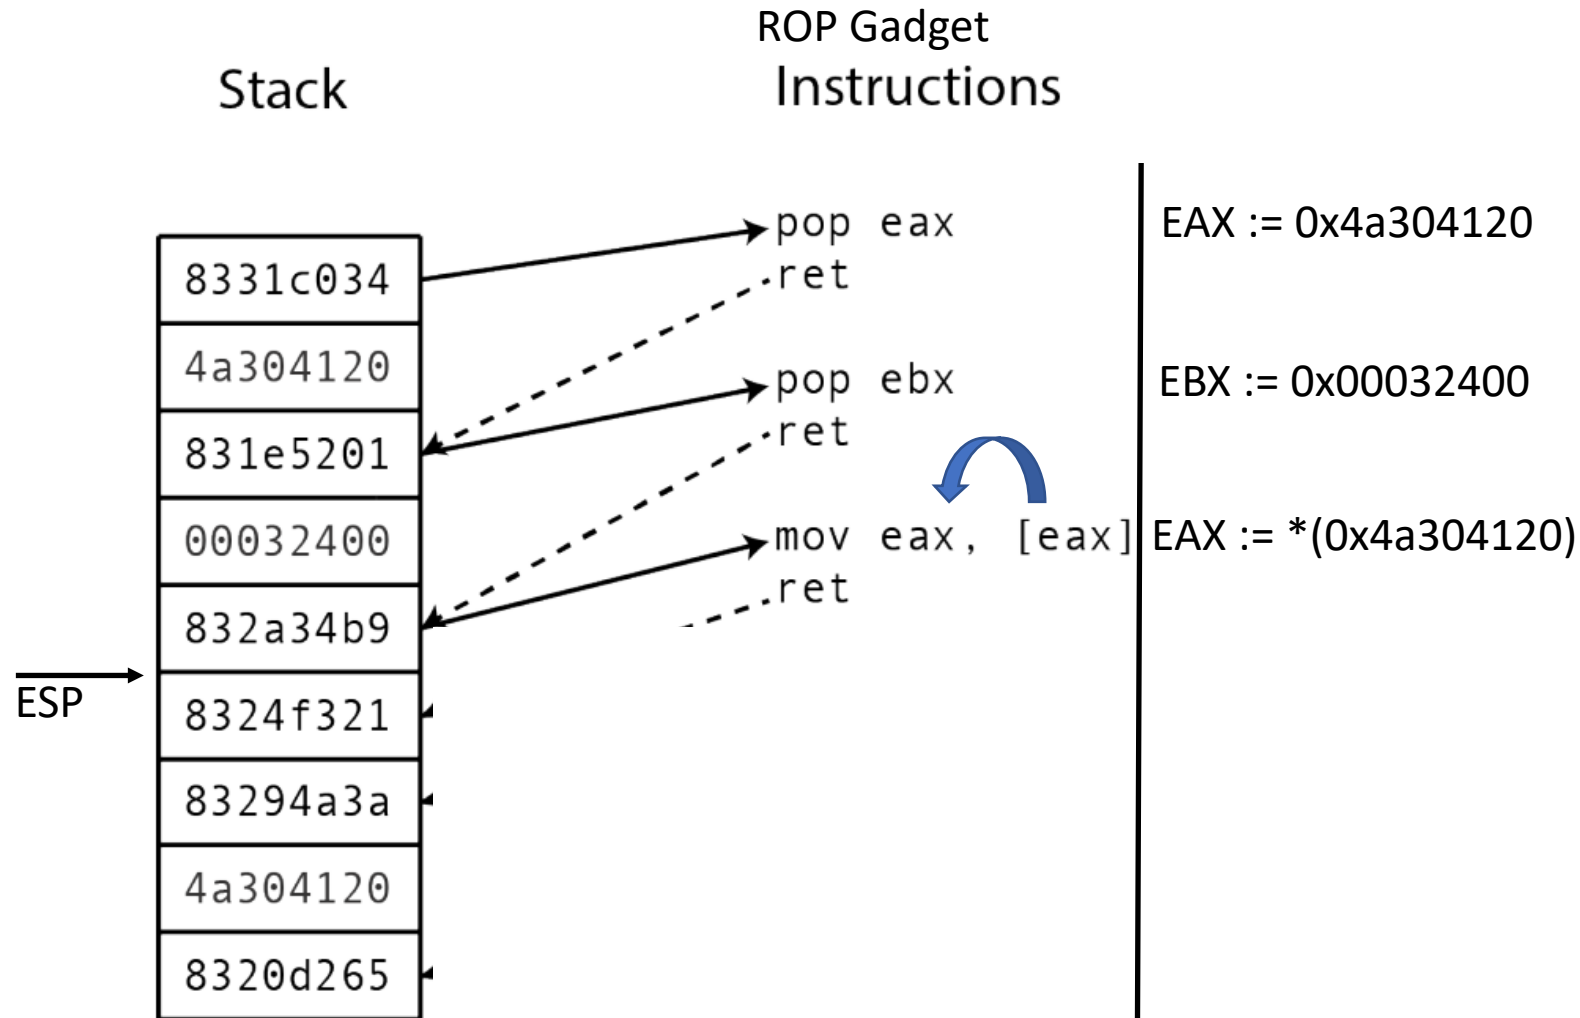 ROP Gadget
Stack
Instructions
8331c034
4a304120
831e5201
00032400
832a34b9
8324f321
83294a3a
4a304120
8320d265
ESP
pop eax
ret
pop ebx
ret
mov eax, [eax]
ret
EAX := 0x4a304120
EBX := 0x00032400
EAX := *(0x4a304120)